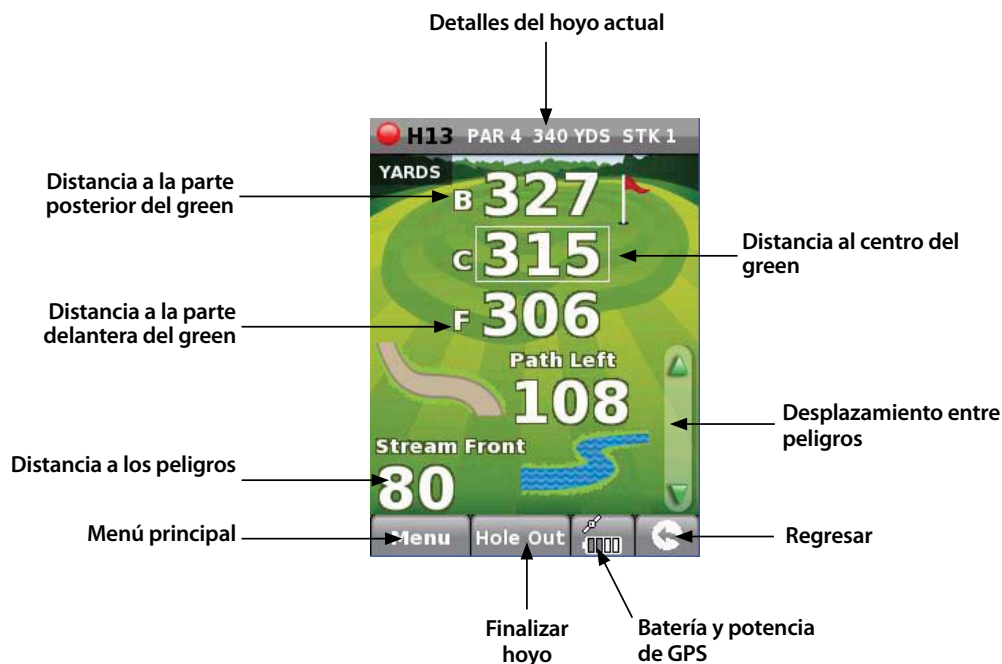 Detalles del hoyo actual
H13 PAR 4 340 YDS STK 1
YARDS
B 327
C 315
F 306
Path Left
108
Stream Front
80
Menu
Hole Out
Distancia a la parte
posterior del green
Distancia al centro del
green
Distancia a la parte
delantera del green
Desplazamiento entre
peligros
Distancia a los peligros
Menú principal
Regresar
Finalizar
hoyo
Batería y potencia
de GPS